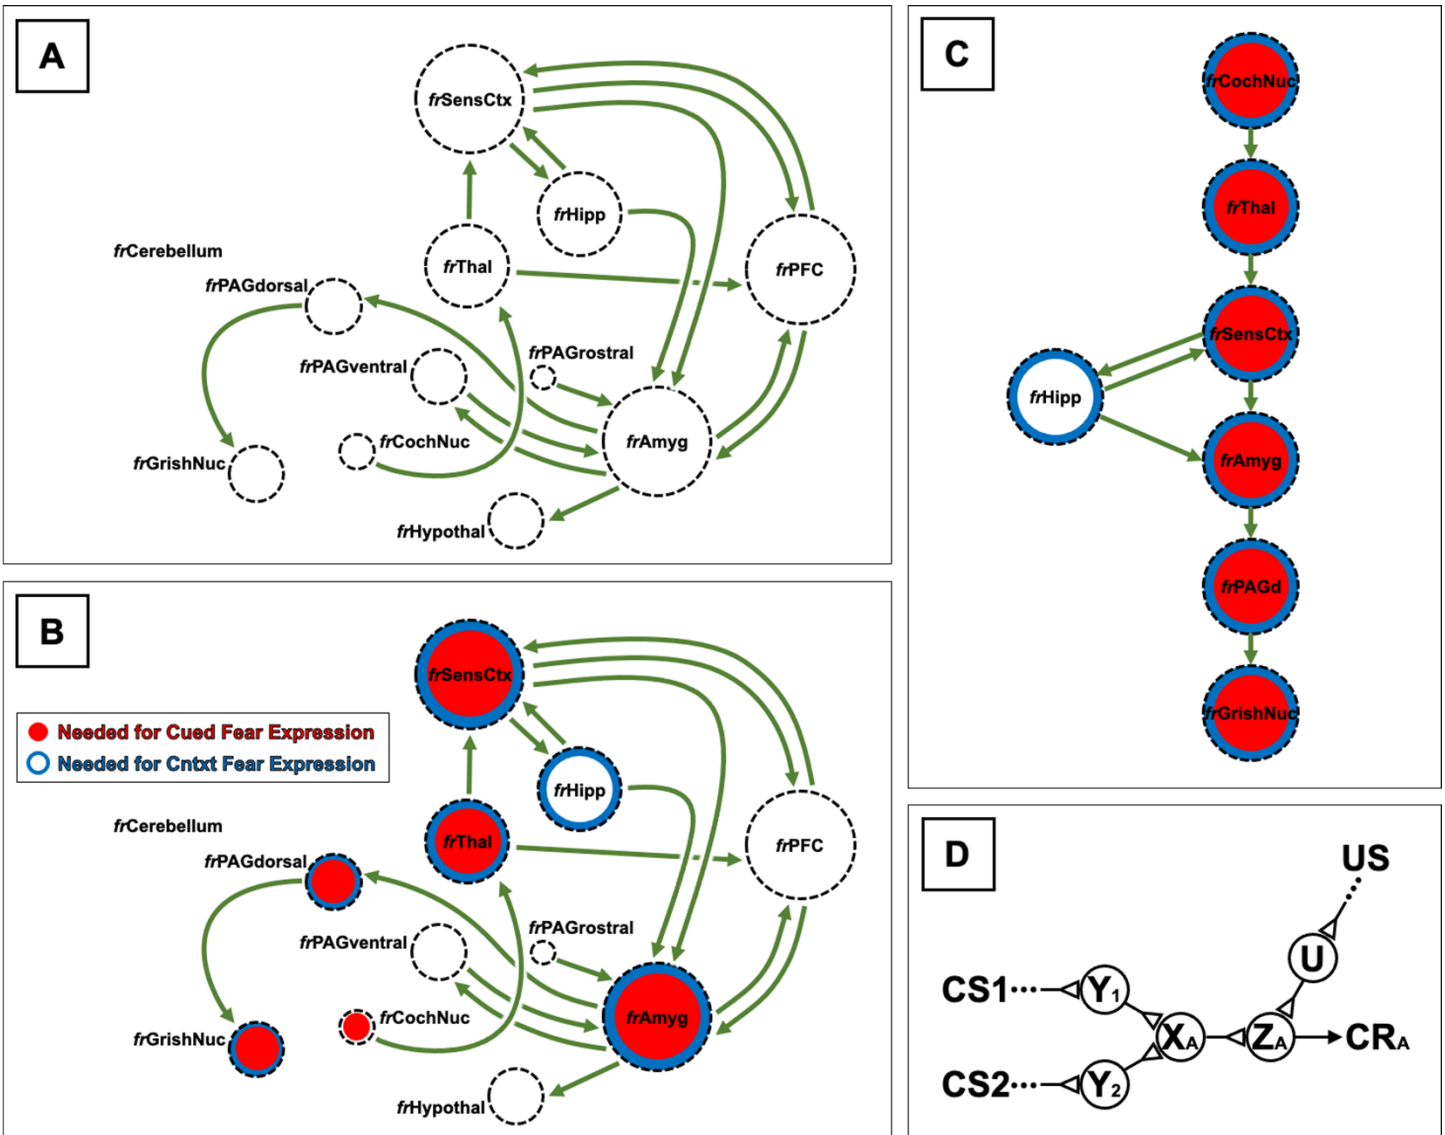 A
frSensCtx
frHipp
frCerebellum
frThal
frPFC
frPAGdorsal
frPAGrostral
frPAGventral
frCochNuc
frAmyg
frGrishNuc
frHypothal
B
frSensCtx
Needed for Cued Fear Expression
Needed for Cntxt Fear Expression
frHipp
frCerebellum
frThal
frPFC
frPAGdorsal
frPAGrostral
frPAGventral
frCochNuc
frAmyg
frGrishNuc
frHypothal
C
frCochNuc
frThal
frSensCtx
frHipp
frAmyg
frPAGd
frGrishNuc
D
US
U
CS1
Y1
XA
ZA
CRA
CS2
Y2